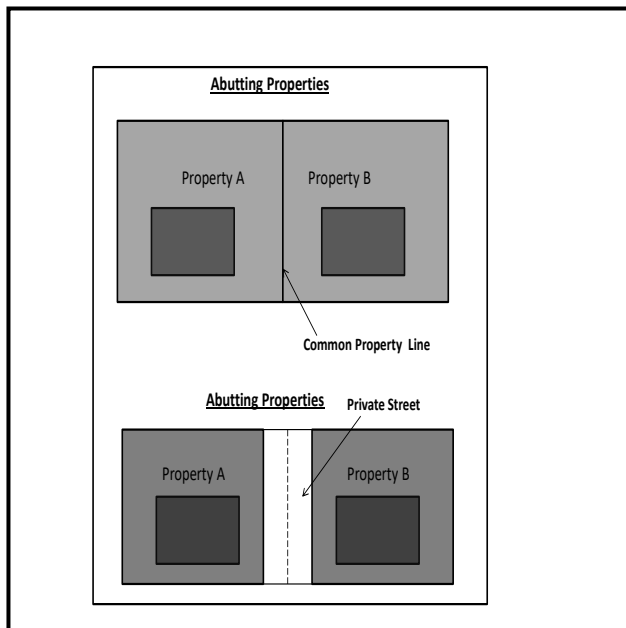 Abutting Properties
Property A
Property B
Common Property Line
Abutting Properties
Private Street
Property A
Property B